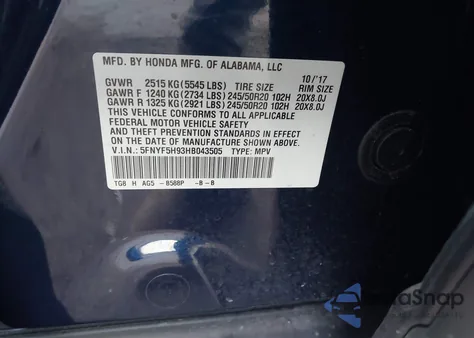 MFD. BY HONDA MFG. OF ALABAMA, LLC
10/'17
GVWR 2515 KG (5545 LBS) TIRE SIZE RIM SIZE
GAWR F 1240 KG (2734 LBS) 245/50R20 102H 20X8.0J
GAWR R 1325 KG (2921 LBS) 245/50R20 102H 20X8.0J
THIS VEHICLE CONFORMS TO ALL APPLICABLE
FEDERAL MOTOR VEHICLE SAFETY
AND THEFT PREVENTION STANDARDS IN EFFECT
ON THE DATE OF MANUFACTURE SHOWN ABOVE.
V.I.N.: 5FNYF5H93HB043505 TYPE: MPV
TG8 H AG5 -B588P -B-B